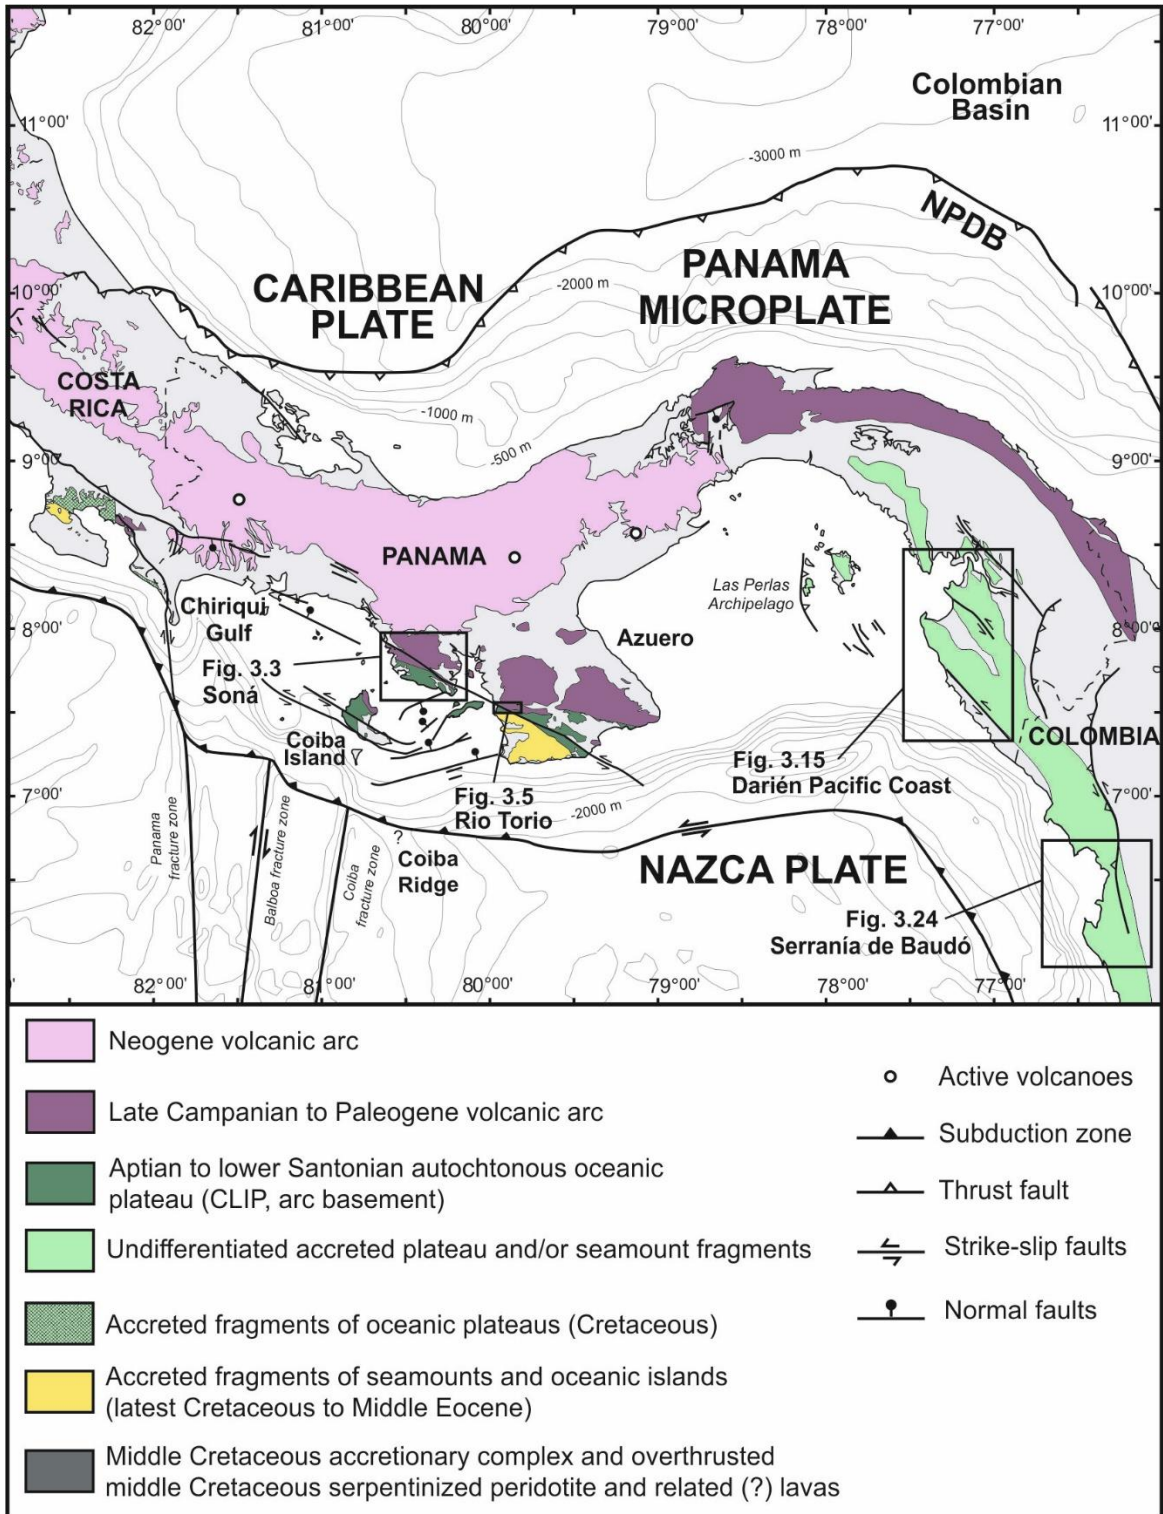 82°00'
81°00'
80°00'
79°00'
78°00'
77°00'
Colombian
Basin
11°00'
11°00'
-3000 m
NPDB
CARIBBEAN
PLATE
PANAMA
MICROPLATE
10°00'
10°00'
-2000 m
COSTA
RICA
-1000 m
-500 m
9°00'
9°00'
PANAMA
Las Perlas
Archipelago
Chiriqui
Gulf
8°00'
8°00'
Azuero
Fig. 3.3
Soná
Coiba
Island
COLOMBIA
Fig. 3.15
Darién Pacific Coast
7°00'
7°00'
Fig. 3.5
Rio Torio
-2000 m
Panama
fracture zone
Balboa fracture zone
Coiba
fracture zone
?
Coiba
Ridge
NAZCA PLATE
Fig. 3.24
Serranía de Baudó
82°00'
81°00'
80°00'
79°00'
78°00'
77°00'
Neogene volcanic arc
Late Campanian to Paleogene volcanic arc
Aptian to lower Santonian autochtonous oceanic
plateau (CLIP, arc basement)
Undifferentiated accreted plateau and/or seamount fragments
Accreted fragments of oceanic plateaus (Cretaceous)
Accreted fragments of seamounts and oceanic islands
(latest Cretaceous to Middle Eocene)
Middle Cretaceous accretionary complex and overthrusted
middle Cretaceous serpentinized peridotite and related (?) lavas
Active volcanoes
Subduction zone
Thrust fault
Strike-slip faults
Normal faults